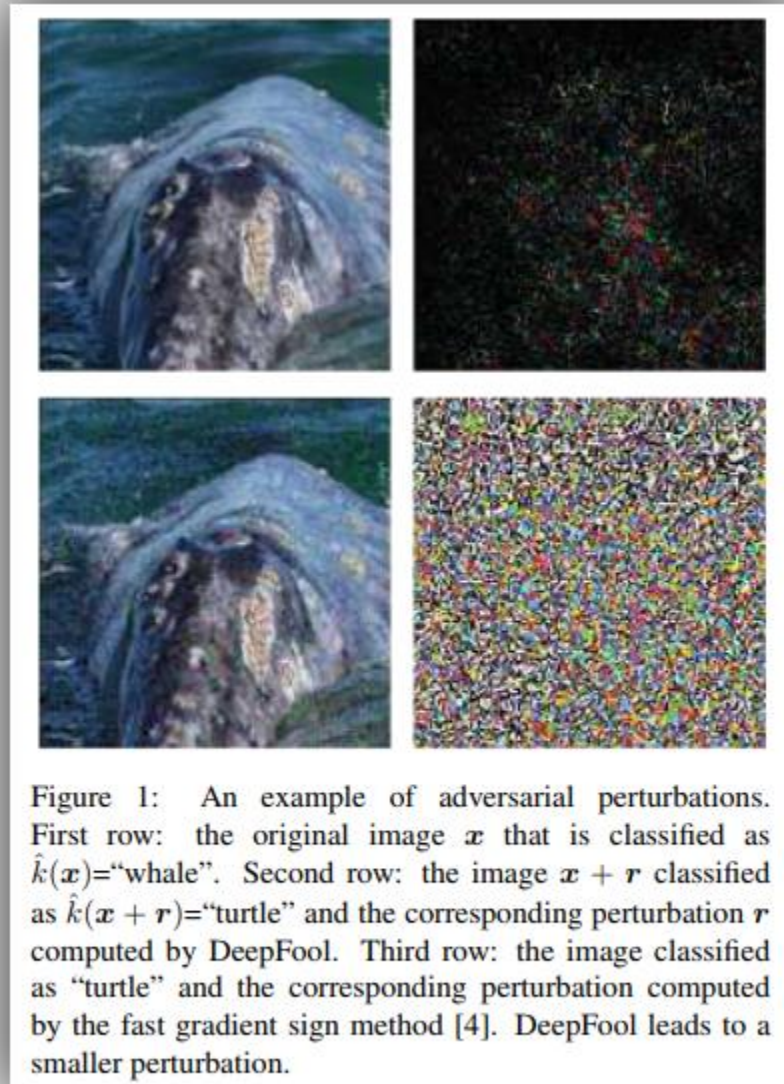 Figure 1: An example of adversarial perturbations.
First row: the original image x that is classified as
k̂(x)=“whale”. Second row: the image x + r classified
as k̂(x + r)=“turtle” and the corresponding perturbation r
computed by DeepFool. Third row: the image classified
as “turtle” and the corresponding perturbation computed
by the fast gradient sign method [4]. DeepFool leads to a
smaller perturbation.